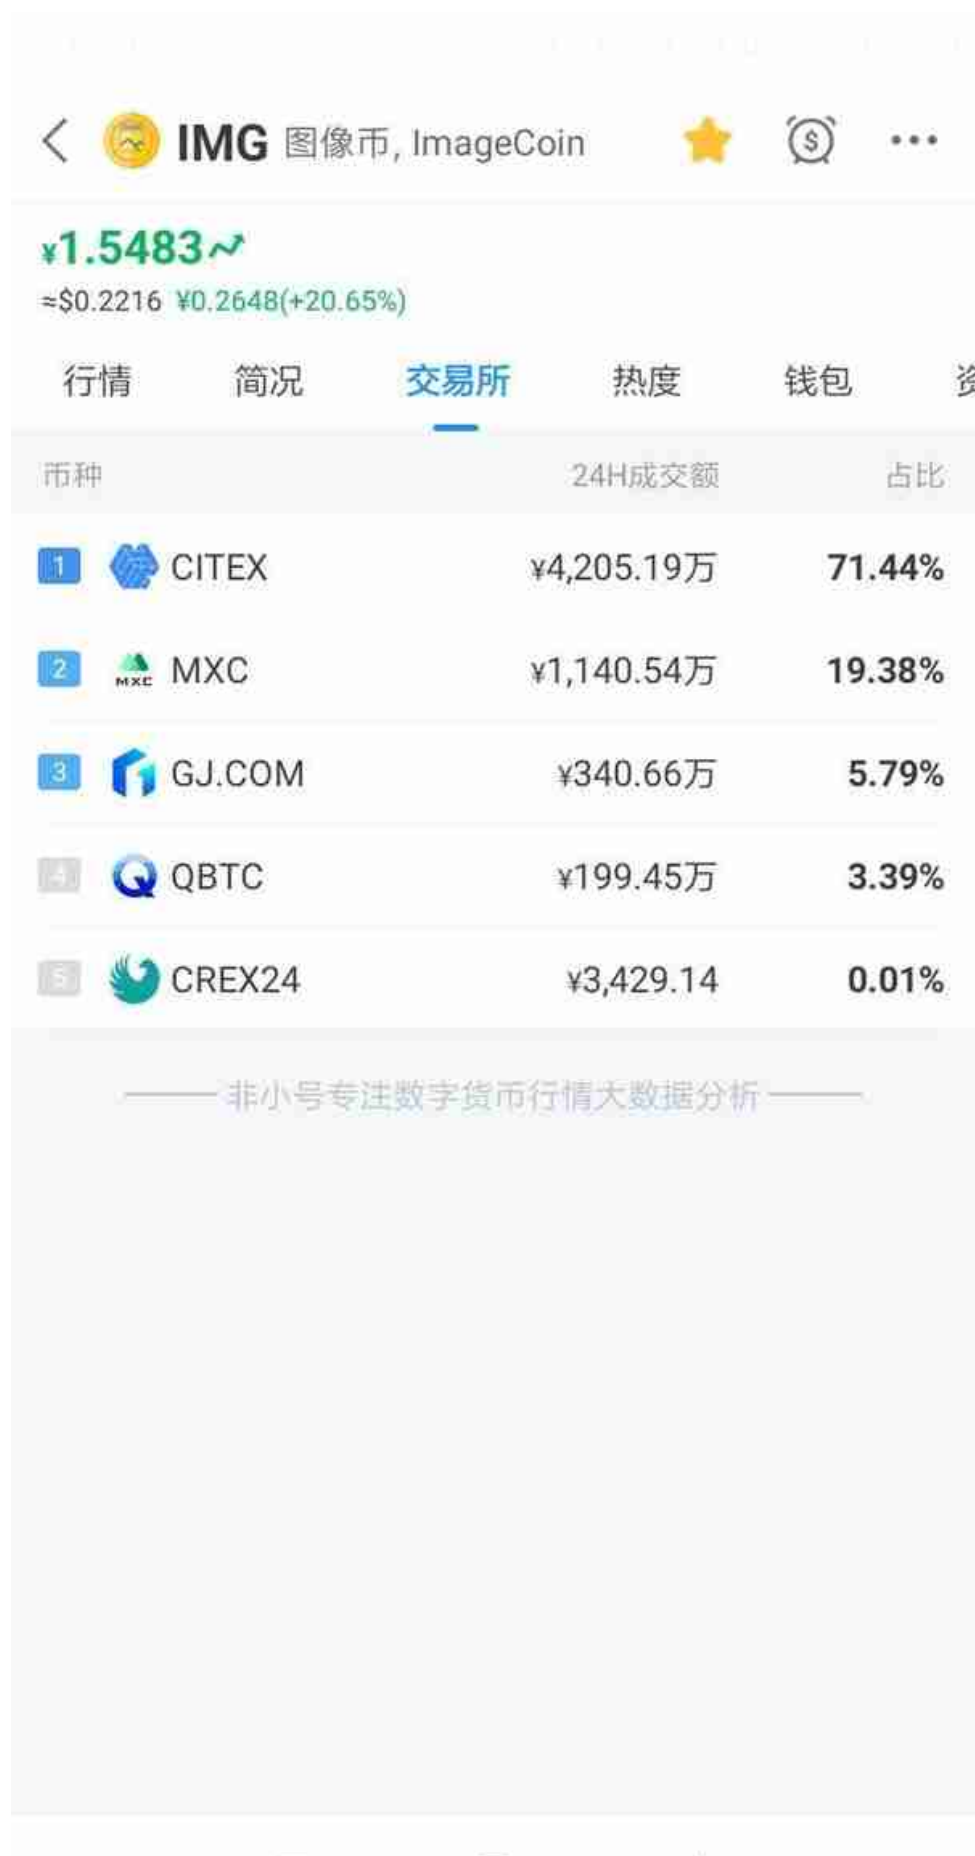 IMG 图像币, ImageCoin
¥1.5483
≈$0.2216 ¥0.2648(+20.65%)
行情 简况 交易所 热度 钱包
币种 24H成交额 占比
1 CITEX ¥4,205.19万 71.44%
2 MXC ¥1,140.54万 19.38%
3 GJ.COM ¥340.66万 5.79%
4 QBTC ¥199.45万 3.39%
5 CREX24 ¥3,429.14 0.01%
非小号专注数字货币行情大数据分析